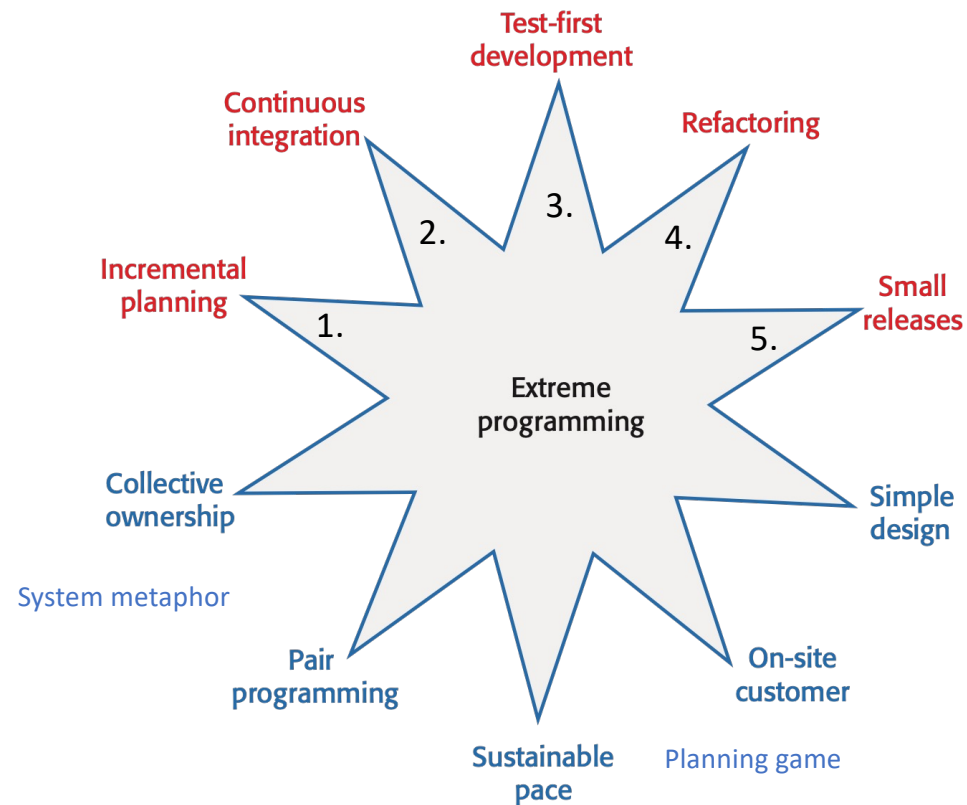 Test-first
development
Continuous
integration
Refactoring
3.
2.
4.
Incremental
planning
Small
releases
1.
5.
Extreme
programming
Collective
ownership
Simple
design
System metaphor
Pair
programming
On-site
customer
Sustainable
pace
Planning game